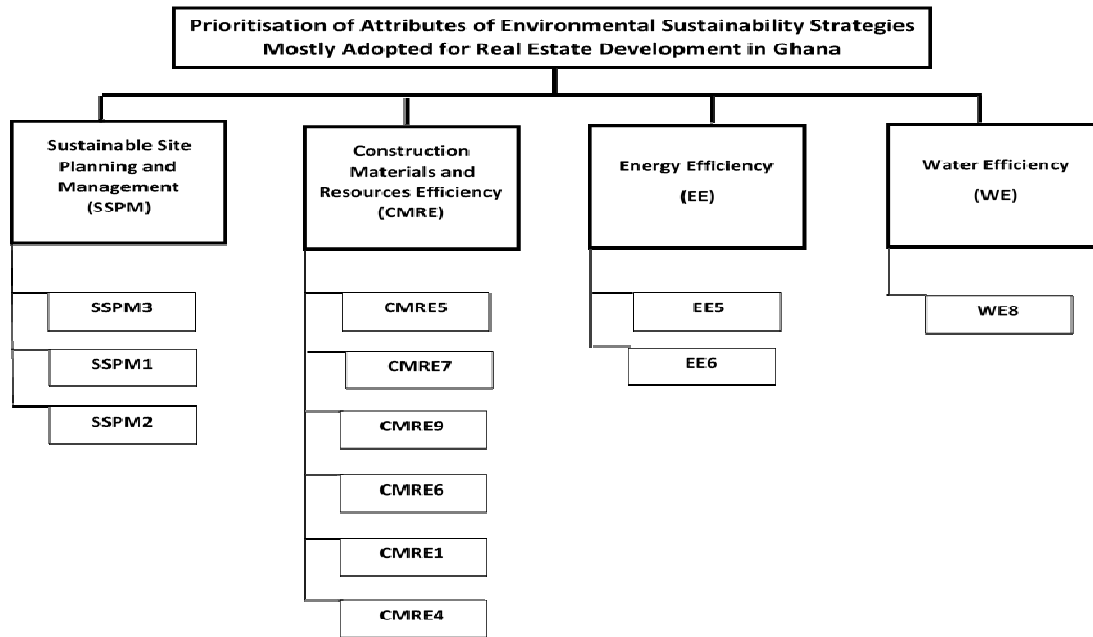 Prioritisation of Attributes of Environmental Sustainability Strategies
Mostly Adopted for Real Estate Development in Ghana
Sustainable Site
Planning and
Management
(SSPM)
Construction
Materials and
Resources Efficiency
(CMRE)
Energy Efficiency
(EE)
Water Efficiency
(WE)
SSPM3
SSPM1
SSPM2
CMRE5
CMRE7
CMRE9
CMRE6
CMRE1
CMRE4
EE5
EE6
WE8